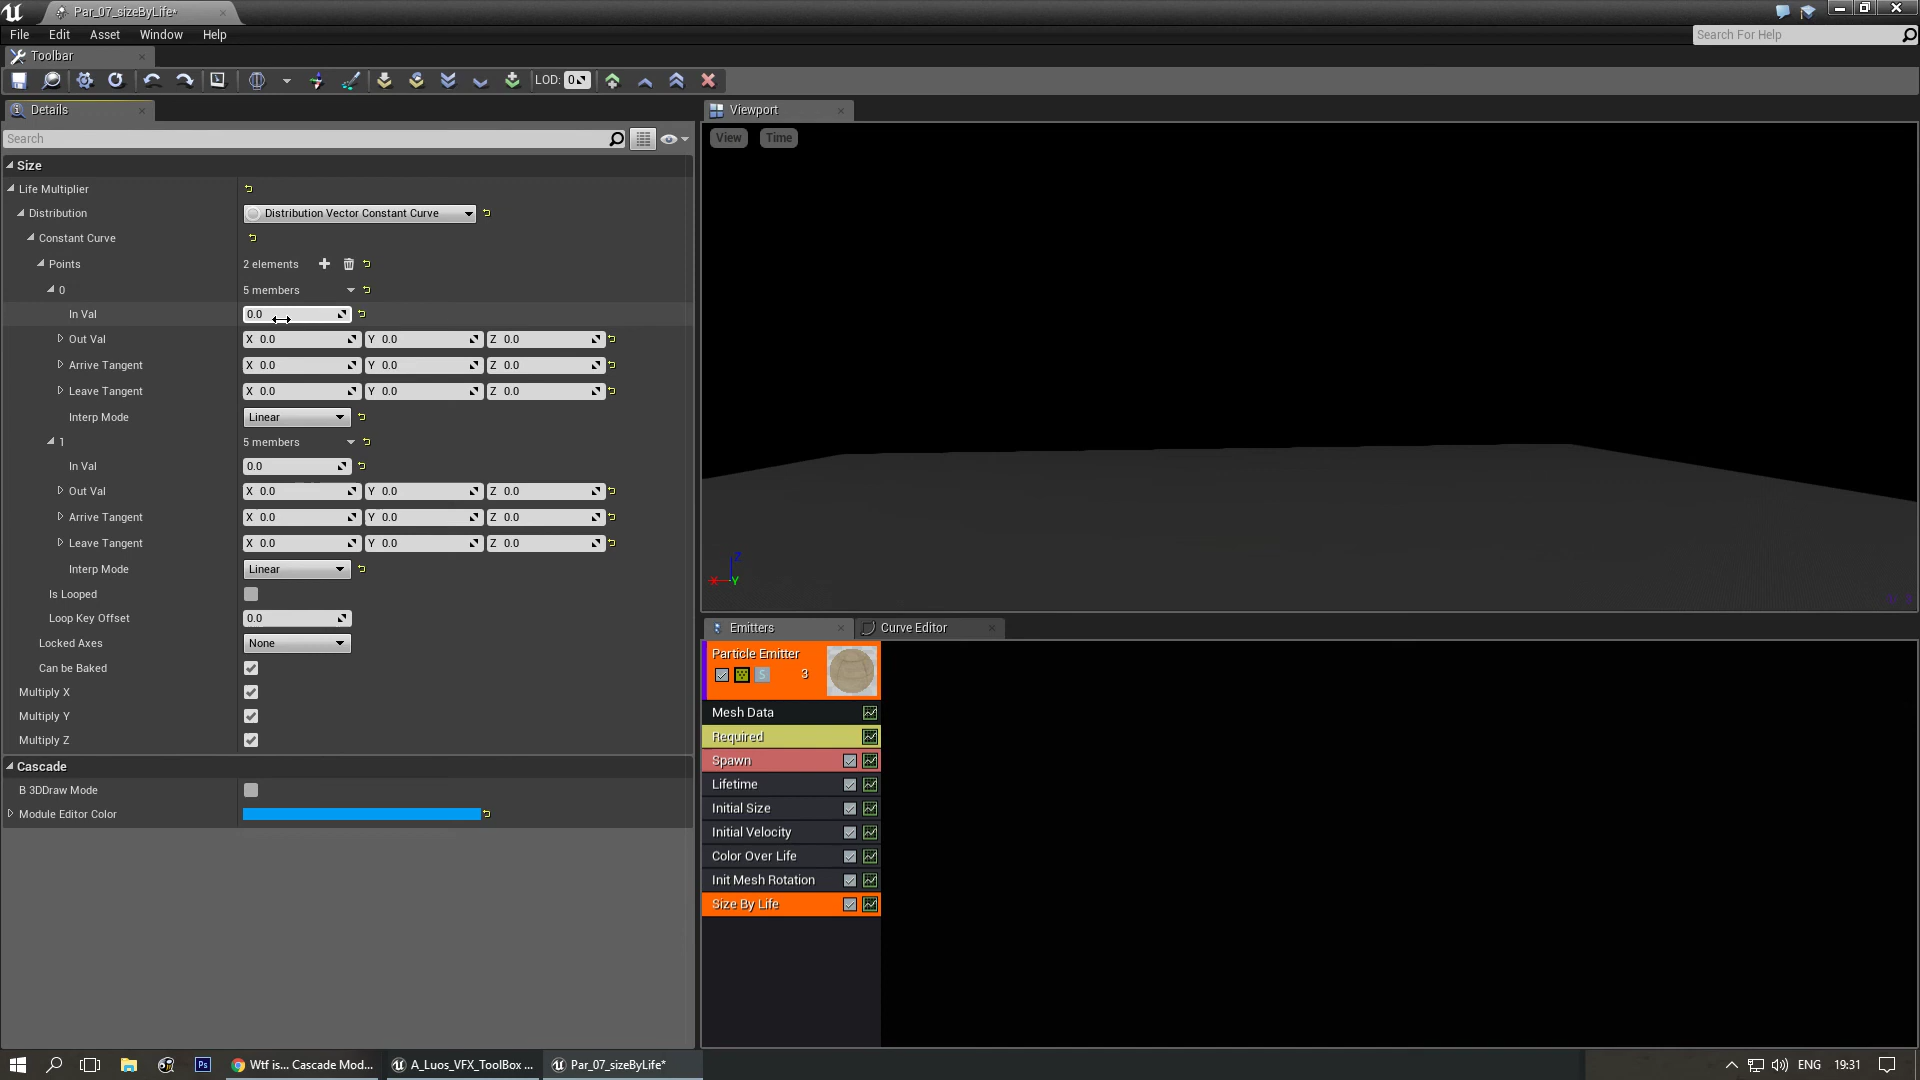 Par_07_sizeByLife*
File Edit Asset Window Help
Search For Help
Toolbar
LOD: 0
Details
Viewport
Search
View Time
Size
Life Multiplier
Distribution Distribution Vector Constant Curve
Constant Curve
Points 2 elements
0 5 members
In Val 0.0
Out Val X 0.0 Y 0.0 Z 0.0
Arrive Tangent X 0.0 Y 0.0 Z 0.0
Leave Tangent X 0.0 Y 0.0 Z 0.0
Interp Mode Linear
1 5 members
In Val 0.0
Out Val X 0.0 Y 0.0 Z 0.0
Arrive Tangent X 0.0 Y 0.0 Z 0.0
Leave Tangent X 0.0 Y 0.0 Z 0.0
Interp Mode Linear
Is Looped
Loop Key Offset 0.0
Locked Axes None
Can be Baked
Multiply X
Multiply Y
Multiply Z
Cascade
B 3DDraw Mode
Module Editor Color
Z
X Y
Emitters Curve Editor
Particle Emitter
S 3
Mesh Data
Required
Spawn
Lifetime
Initial Size
Initial Velocity
Color Over Life
Init Mesh Rotation
Size By Life
Ps Wtf is... Cascade Mod... A_Luos_VFX_ToolBox ... Par_07_sizeByLife* ENG 19:31